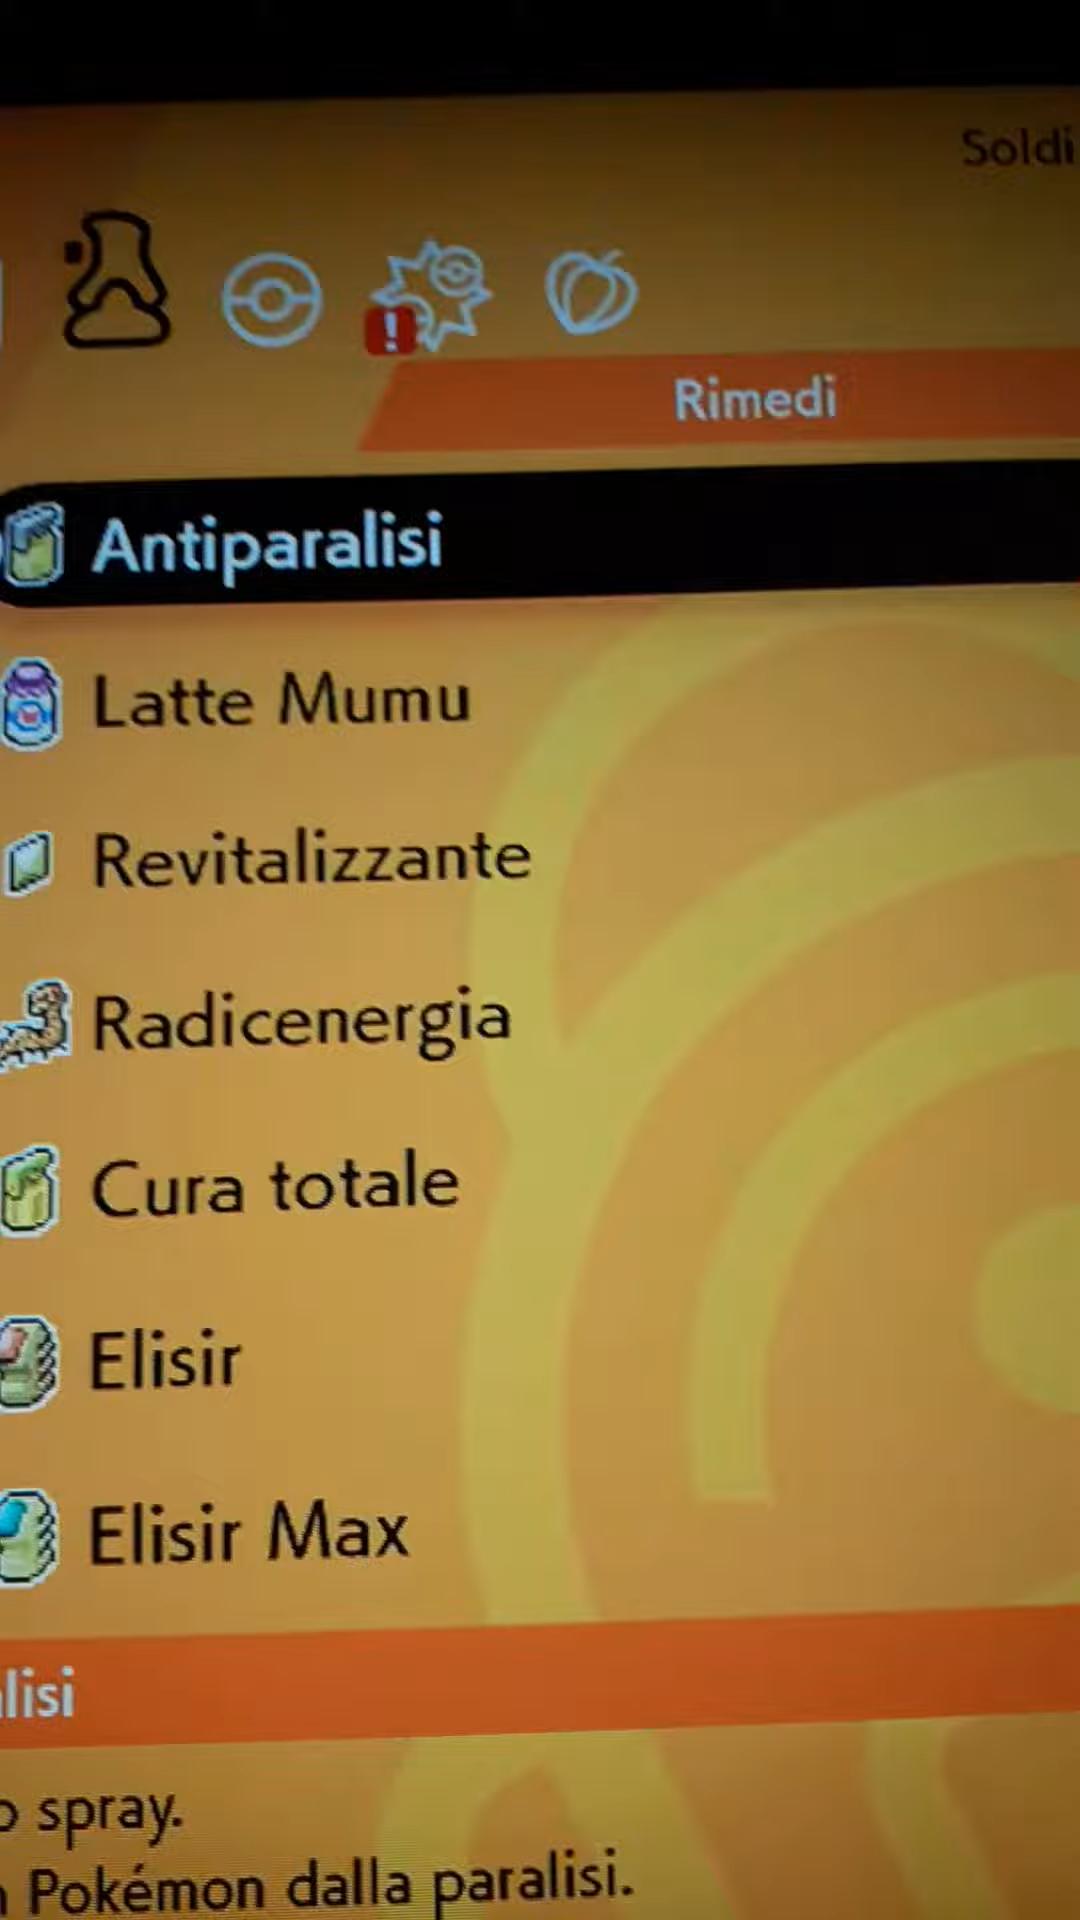 Soldi
Rimedi
Antiparalisi
Latte Mumu
Revitalizzante
Radicenergia
Cura totale
Elisir
Elisir Max
lisi
spray.
Pokémon dalla paralisi.